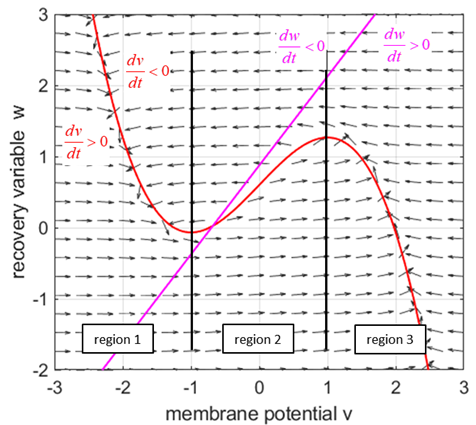 3
2
1
0
-1
-2
recovery variable w
dv/dt < 0
dv/dt > 0
dw/dt < 0
dw/dt > 0
region 1
region 2
region 3
-3
-2
-1
0
1
2
3
membrane potential v